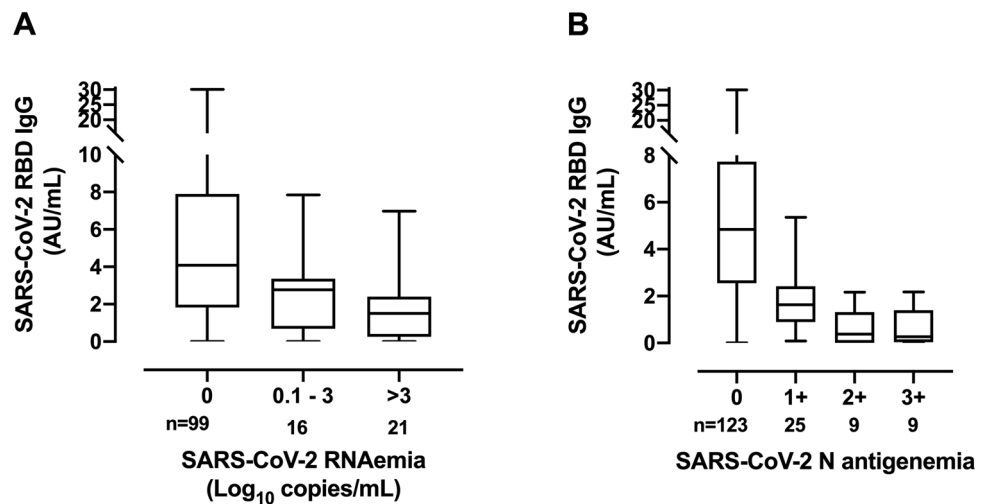 A
SARS-CoV-2 RBD IgG
(AU/mL)
30
25
20
10
8
6
4
2
0
0 0.1 - 3 >3
n=99 16 21
SARS-CoV-2 RNAemia
(Log10 copies/mL)
B
SARS-CoV-2 RBD IgG
(AU/mL)
30
25
20
8
6
4
2
0
0 1+ 2+ 3+
n=123 25 9 9
SARS-CoV-2 N antigenemia